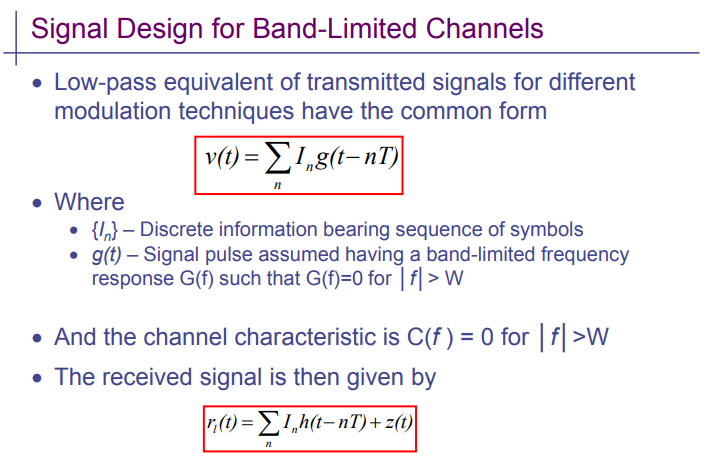 Signal Design for Band-Limited Channels
• Low-pass equivalent of transmitted signals for different
modulation techniques have the common form
v(t) = ∑ₙ Iₙ g(t − nT)
• Where
• {Iₙ} – Discrete information bearing sequence of symbols
• g(t) – Signal pulse assumed having a band-limited frequency
response G(f) such that G(f)=0 for │f│> W
• And the channel characteristic is C(f ) = 0 for │f│>W
• The received signal is then given by
rₗ(t) = ∑ₙ Iₙ h(t − nT) + z(t)